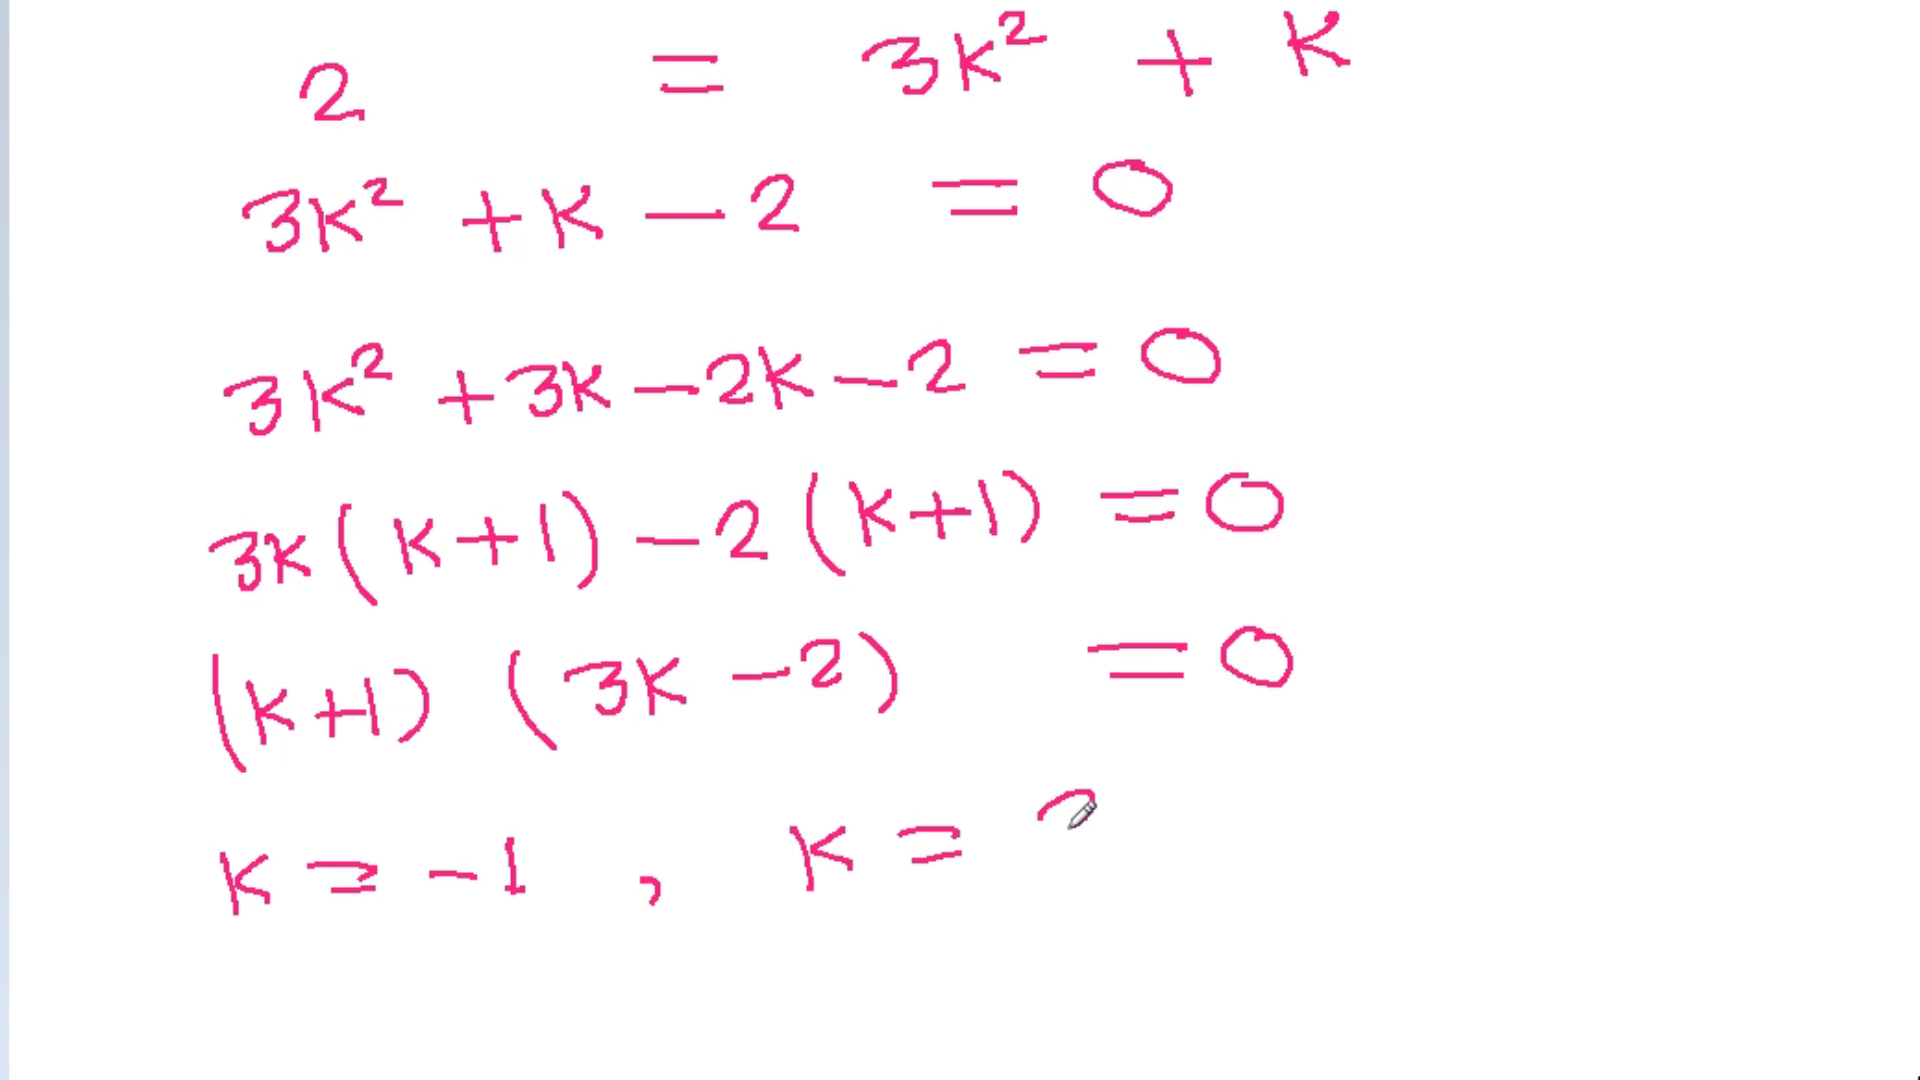 2 = 3k² + k
3k² + k - 2 = 0
3k² + 3k - 2k - 2 = 0
3k(k+1) - 2(k+1) = 0
(k+1)(3k - 2) = 0
k = -1, k =